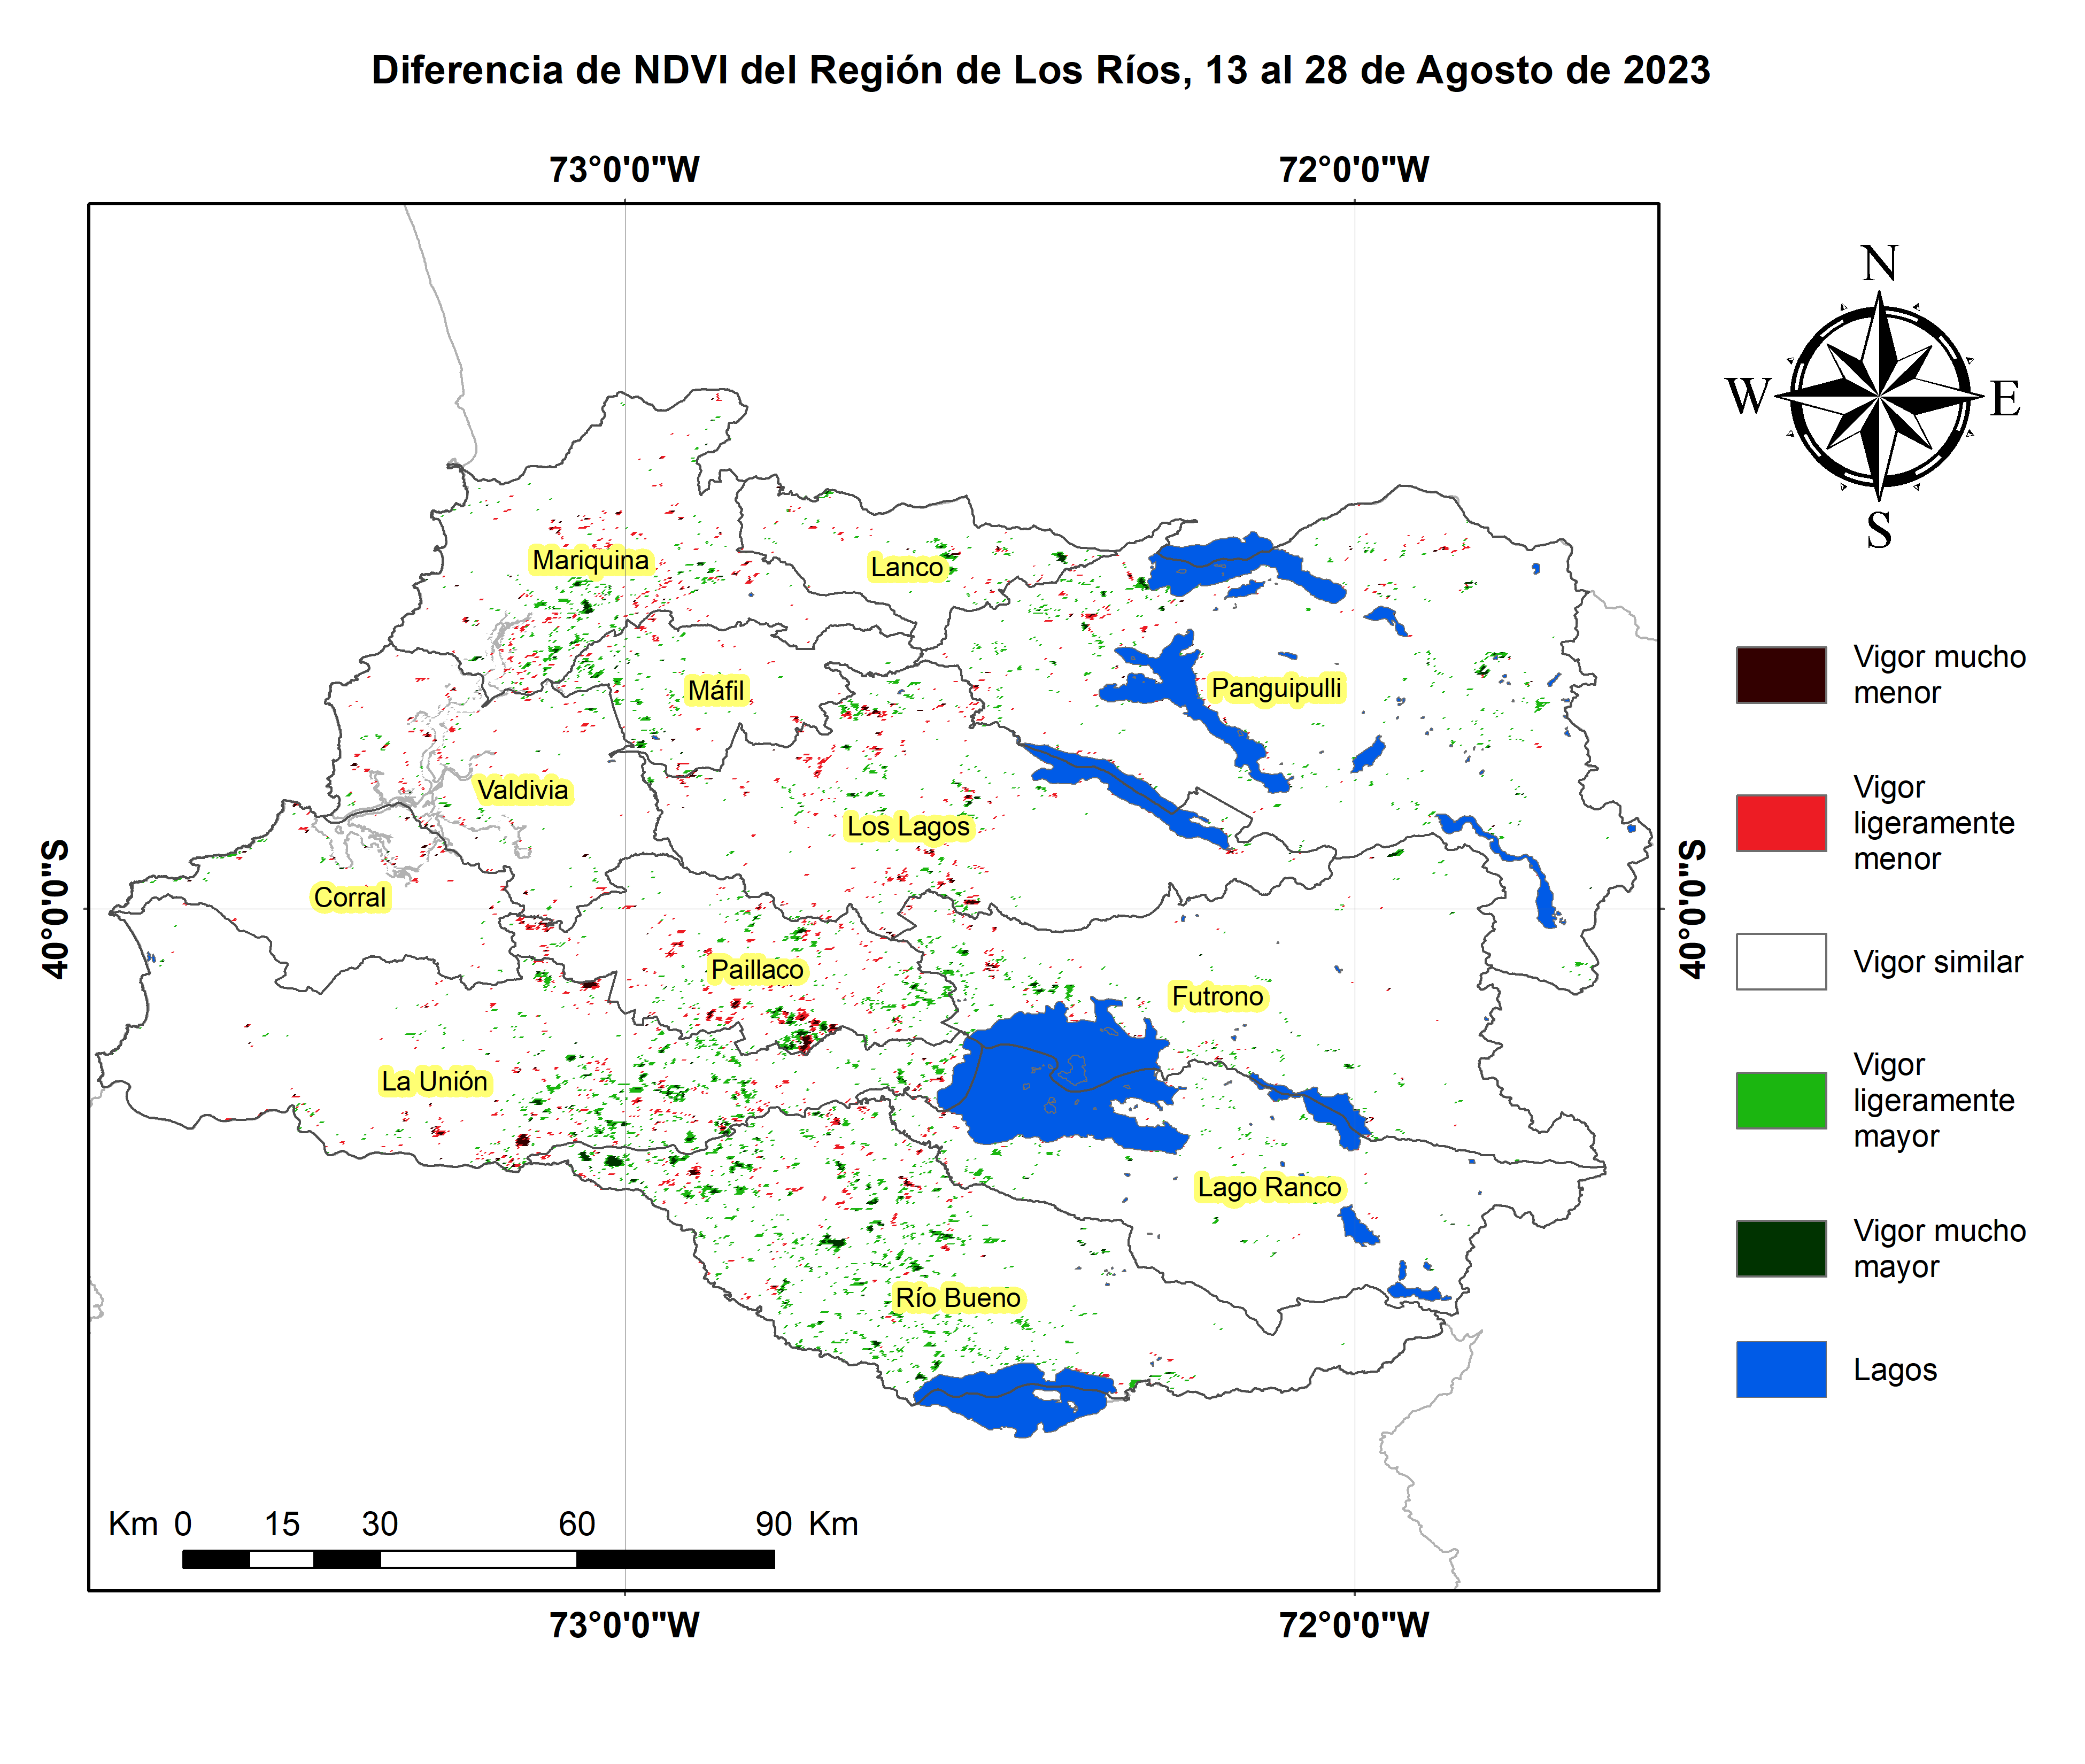 Diferencia de NDVI del Región de Los Ríos, 13 al 28 de Agosto de 2023
73°0'0"W
72°0'0"W
N
W
E
S
Mariquina
Lanco
Máfil
Panguipulli
Valdivia
Los Lagos
Corral
Paillaco
Futrono
La Unión
Lago Ranco
Río Bueno
40°0'0"S
40°0'0"S
Vigor mucho
menor
Vigor
ligeramente
menor
Vigor similar
Vigor
ligeramente
mayor
Vigor mucho
mayor
Lagos
Km 0 15 30 60 90 Km
73°0'0"W
72°0'0"W